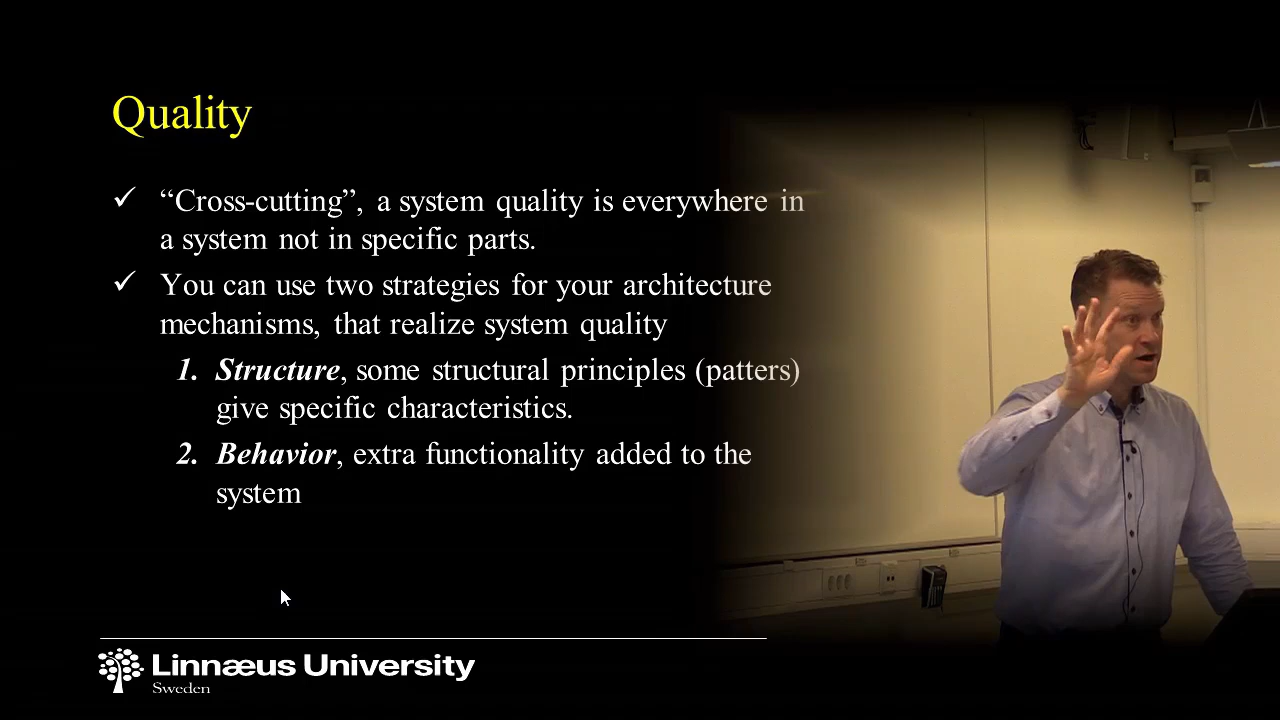 Quality
“Cross-cutting”, a system quality is everywhere in
a system not in specific parts.
You can use two strategies for your architecture
mechanisms, that realize system quality
1. Structure, some structural principles (patters)
give specific characteristics.
2. Behavior, extra functionality added to the
system
Linnæus University
Sweden